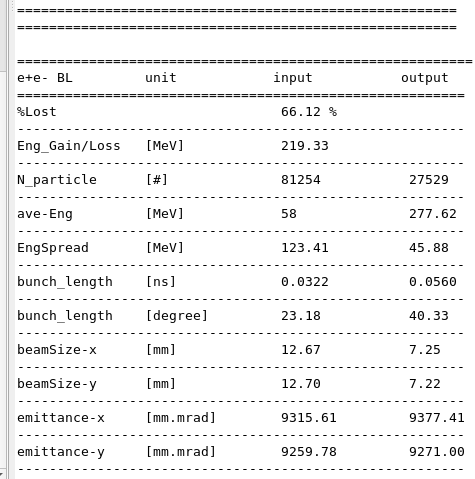 =======================================================
=======================================================
=========================================================
e+e- BL unit input output
========================================================
%Lost 66.12 %
--------------------------------------------------------
Eng_Gain/Loss [MeV] 219.33
--------------------------------------------------------
N_particle [#] 81254 27529
--------------------------------------------------------
ave-Eng [MeV] 58 277.62
--------------------------------------------------------
EngSpread [MeV] 123.41 45.88
--------------------------------------------------------
bunch_length [ns] 0.0322 0.0560
--------------------------------------------------------
bunch_length [degree] 23.18 40.33
--------------------------------------------------------
beamSize-x [mm] 12.67 7.25
--------------------------------------------------------
beamSize-y [mm] 12.70 7.22
--------------------------------------------------------
emittance-x [mm.mrad] 9315.61 9377.41
--------------------------------------------------------
emittance-y [mm.mrad] 9259.78 9271.00
--------------------------------------------------------